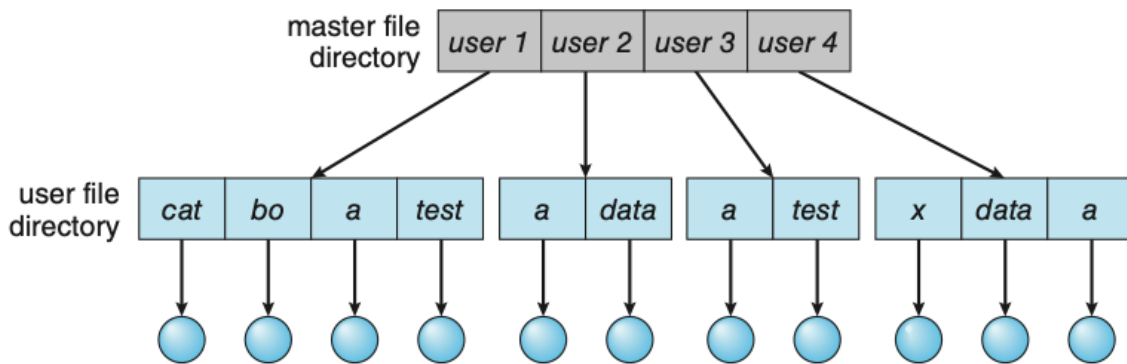 master file
directory
user 1 user 2 user 3 user 4
user file
directory
cat bo a test a data a test x data a